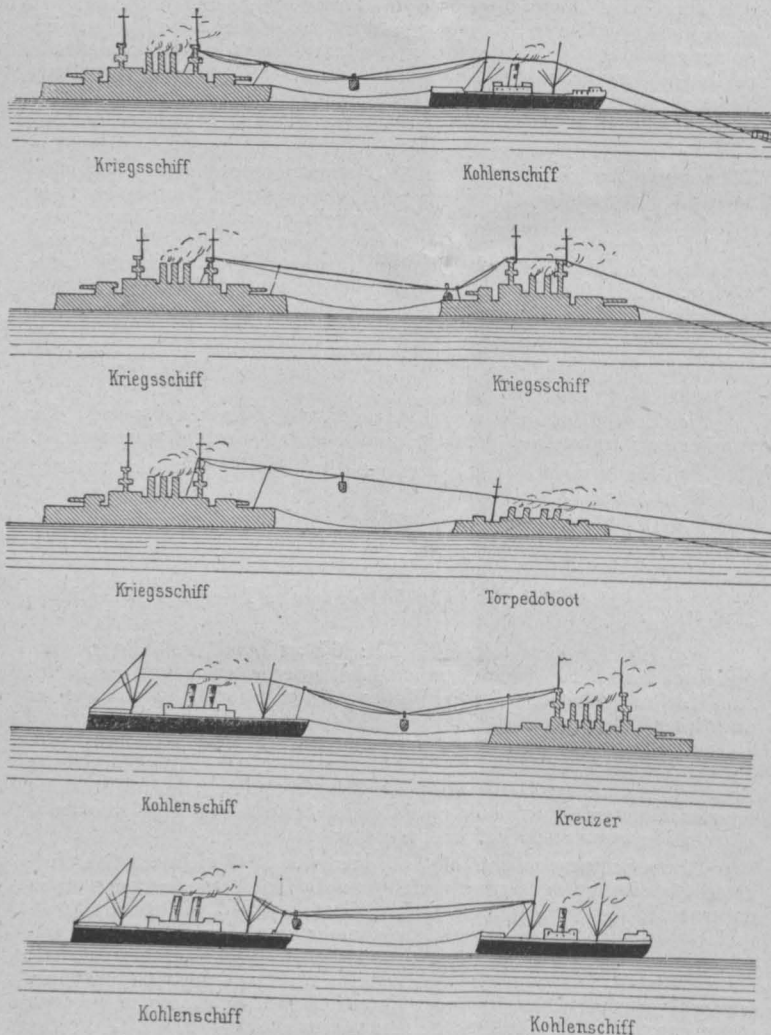 Kriegsschiff Kohlenschiff
Kriegsschiff Kriegsschiff
Kriegsschiff Torpedoboot
Kohlenschiff Kreuzer
Kohlenschiff Kohlenschiff